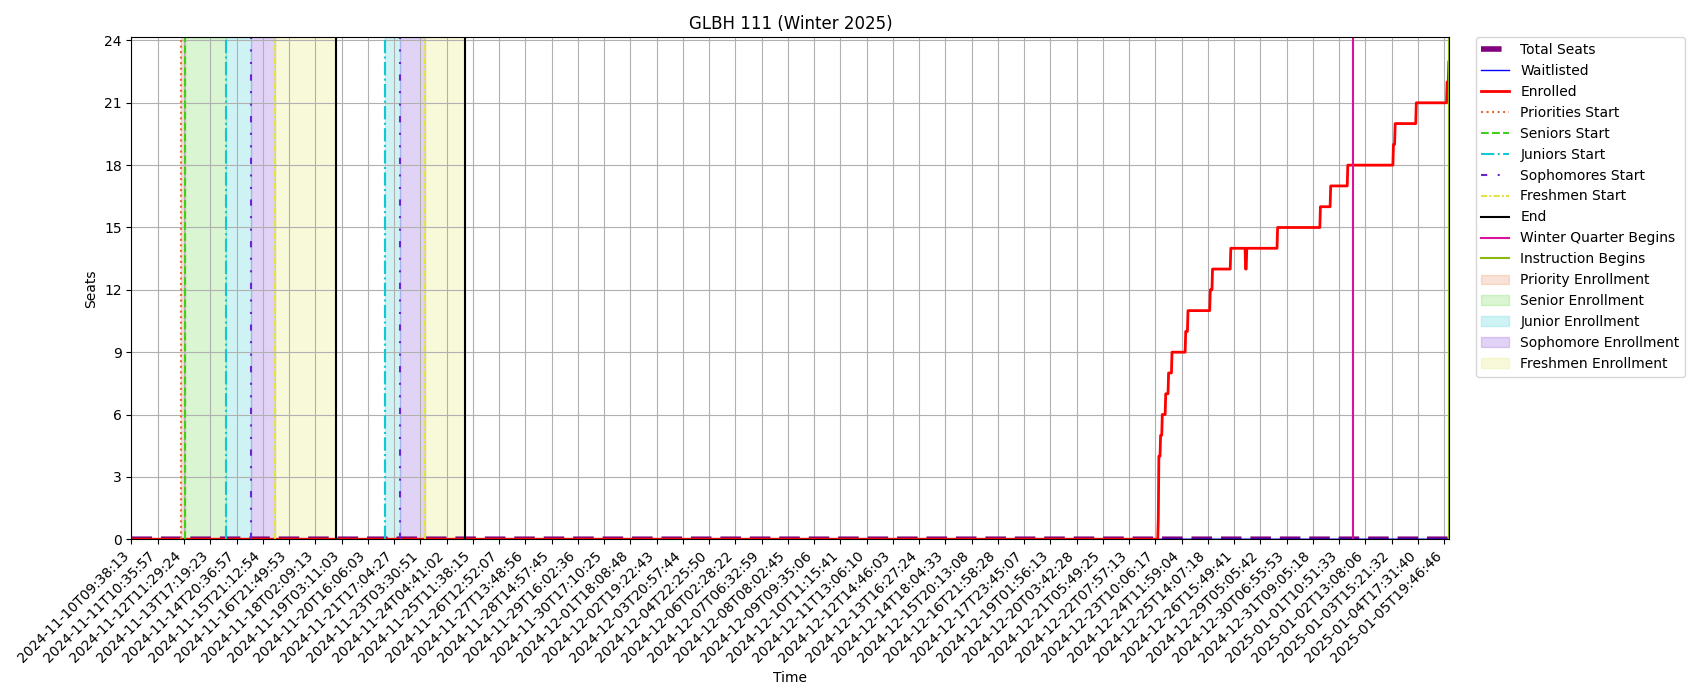 GLBH 111 (Winter 2025)
24
21
18
15
12
9
6
3
0
Seats
2024-11-10T09:38:13
2024-11-11T10:35:57
2024-11-12T11:29:24
2024-11-13T17:19:23
2024-11-14T20:36:57
2024-11-15T21:12:54
2024-11-16T21:49:53
2024-11-18T02:09:13
2024-11-19T03:11:03
2024-11-20T16:06:03
2024-11-21T17:04:27
2024-11-23T03:30:51
2024-11-24T04:41:02
2024-11-25T11:38:15
2024-11-26T12:52:07
2024-11-27T13:48:56
2024-11-28T14:57:45
2024-11-29T16:02:36
2024-11-30T17:10:25
2024-12-01T18:08:48
2024-12-02T19:22:43
2024-12-03T20:57:44
2024-12-04T22:25:50
2024-12-06T02:28:22
2024-12-07T06:32:59
2024-12-08T08:02:45
2024-12-09T09:35:06
2024-12-10T11:15:41
2024-12-11T13:06:10
2024-12-12T14:46:03
2024-12-13T16:27:24
2024-12-14T18:04:33
2024-12-15T20:13:08
2024-12-16T21:58:28
2024-12-17T23:45:07
2024-12-19T01:56:13
2024-12-20T03:42:28
2024-12-21T05:49:25
2024-12-22T07:57:13
2024-12-23T10:06:17
2024-12-24T11:59:04
2024-12-25T14:07:18
2024-12-26T15:49:41
2024-12-29T05:05:42
2024-12-30T06:55:53
2024-12-31T09:05:18
2025-01-01T10:51:33
2025-01-02T13:08:06
2025-01-03T15:21:32
2025-01-04T17:31:40
2025-01-05T19:46:46
Time
Total Seats
Waitlisted
Enrolled
Priorities Start
Seniors Start
Juniors Start
Sophomores Start
Freshmen Start
End
Winter Quarter Begins
Instruction Begins
Priority Enrollment
Senior Enrollment
Junior Enrollment
Sophomore Enrollment
Freshmen Enrollment